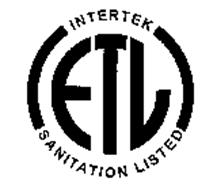 INTERTEK
ETL
SANITATION LISTED